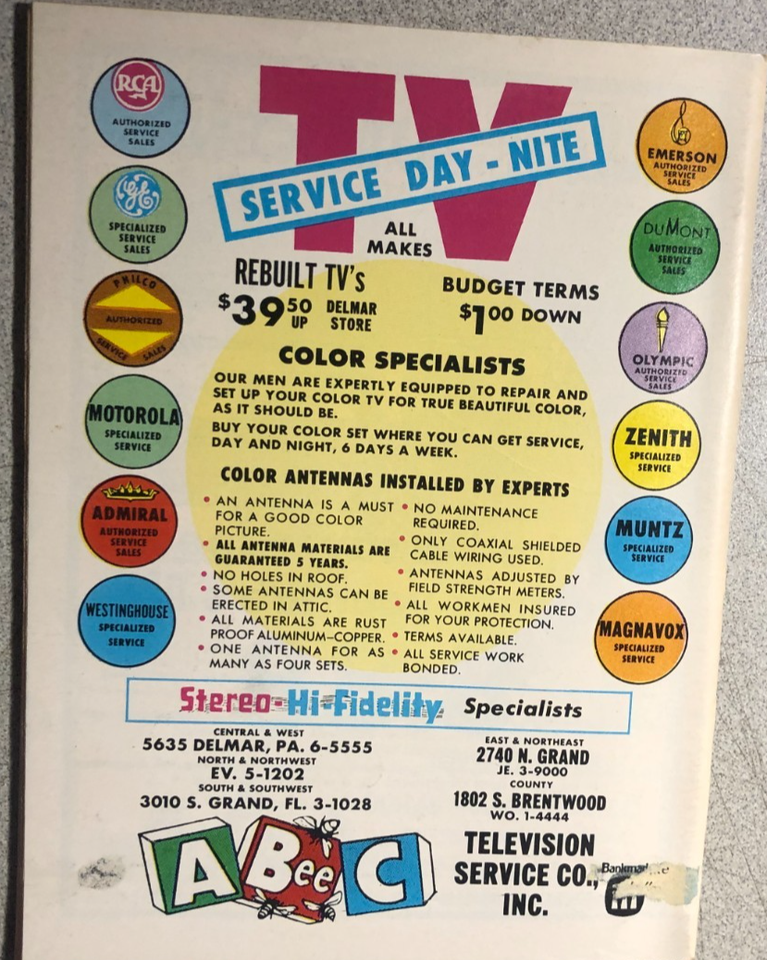 TV
SERVICE DAY - NITE
ALL
MAKES
RCA
AUTHORIZED
SERVICE
SALES
GE
SPECIALIZED
SERVICE
SALES
PHILCO
AUTHORIZED
SERVICE SALES
MOTOROLA
SPECIALIZED
SERVICE
ADMIRAL
AUTHORIZED
SERVICE
SALES
WESTINGHOUSE
SPECIALIZED
SERVICE
EMERSON
AUTHORIZED
SERVICE
SALES
DUMONT
AUTHORIZED
SERVICE
SALES
OLYMPIC
AUTHORIZED
SERVICE
SALES
ZENITH
SPECIALIZED
SERVICE
MUNTZ
SPECIALIZED
SERVICE
MAGNAVOX
SPECIALIZED
SERVICE
REBUILT TV'S
$39.50 UP DELMAR STORE
BUDGET TERMS
$1.00 DOWN
COLOR SPECIALISTS
OUR MEN ARE EXPERTLY EQUIPPED TO REPAIR AND
SET UP YOUR COLOR TV FOR TRUE BEAUTIFUL COLOR,
AS IT SHOULD BE.
BUY YOUR COLOR SET WHERE YOU CAN GET SERVICE,
DAY AND NIGHT, 6 DAYS A WEEK.
COLOR ANTENNAS INSTALLED BY EXPERTS
• AN ANTENNA IS A MUST
FOR A GOOD COLOR
PICTURE.
• ALL ANTENNA MATERIALS ARE
GUARANTEED 5 YEARS.
• NO HOLES IN ROOF.
• SOME ANTENNAS CAN BE
ERECTED IN ATTIC.
• ALL MATERIALS ARE RUST
PROOF ALUMINUM–COPPER.
• ONE ANTENNA FOR AS
MANY AS FOUR SETS.
• NO MAINTENANCE
REQUIRED.
• ONLY COAXIAL SHIELDED
CABLE WIRING USED.
• ANTENNAS ADJUSTED BY
FIELD STRENGTH METERS.
• ALL WORKMEN INSURED
FOR YOUR PROTECTION.
• TERMS AVAILABLE.
• ALL SERVICE WORK
BONDED.
Stereo-Hi-Fidelity Specialists
CENTRAL & WEST
5635 DELMAR, PA. 6-5555
NORTH & NORTHWEST
EV. 5-1202
SOUTH & SOUTHWEST
3010 S. GRAND, FL. 3-1028
EAST & NORTHEAST
2740 N. GRAND
JE. 3-9000
COUNTY
1802 S. BRENTWOOD
WO. 1-4444
A Bee C
TELEVISION
SERVICE CO.,
INC.